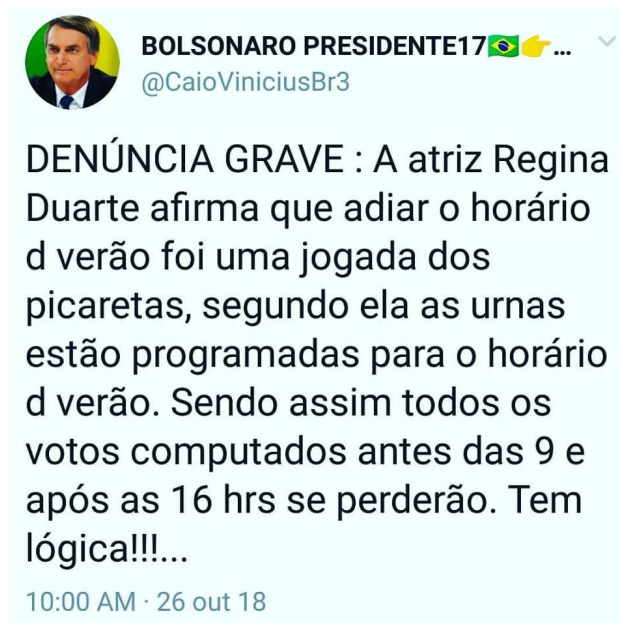 BOLSONARO PRESIDENTE17🇧🇷👉...
@CaioViniciusBr3
DENÚNCIA GRAVE : A atriz Regina
Duarte afirma que adiar o horário
d verão foi uma jogada dos
picaretas, segundo ela as urnas
estão programadas para o horário
d verão. Sendo assim todos os
votos computados antes das 9 e
após as 16 hrs se perderão. Tem
lógica!!!...
10:00 AM · 26 out 18